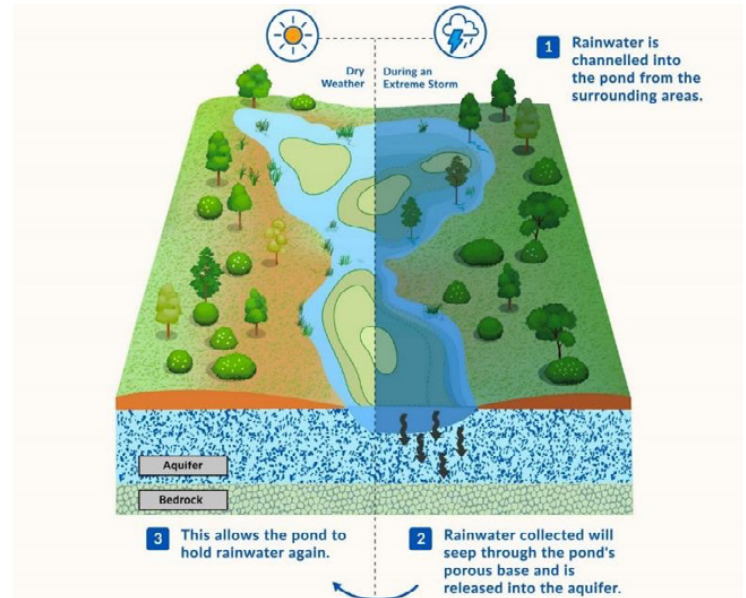 Dry
Weather
During an
Extreme Storm
1 Rainwater is
channelled into
the pond from the
surrounding areas.
Aquifer
Bedrock
2 Rainwater collected will
seep through the pond's
porous base and is
released into the aquifer.
3 This allows the pond to
hold rainwater again.